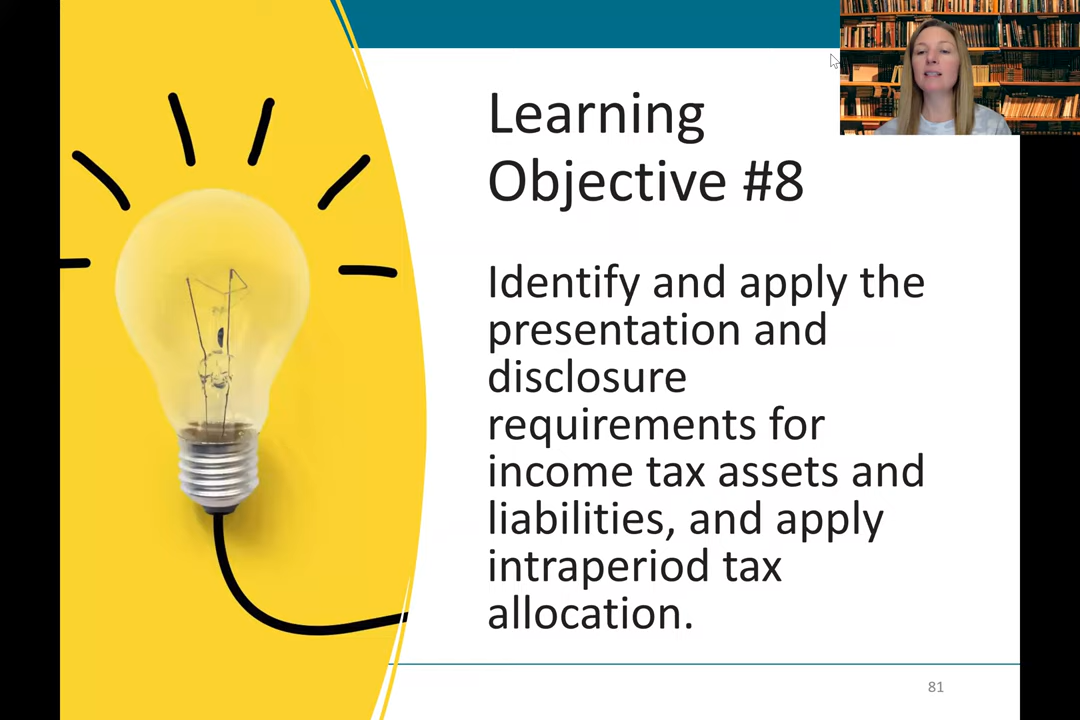 Learning
Objective #8
Identify and apply the
presentation and
disclosure
requirements for
income tax assets and
liabilities, and apply
intraperiod tax
allocation.
81